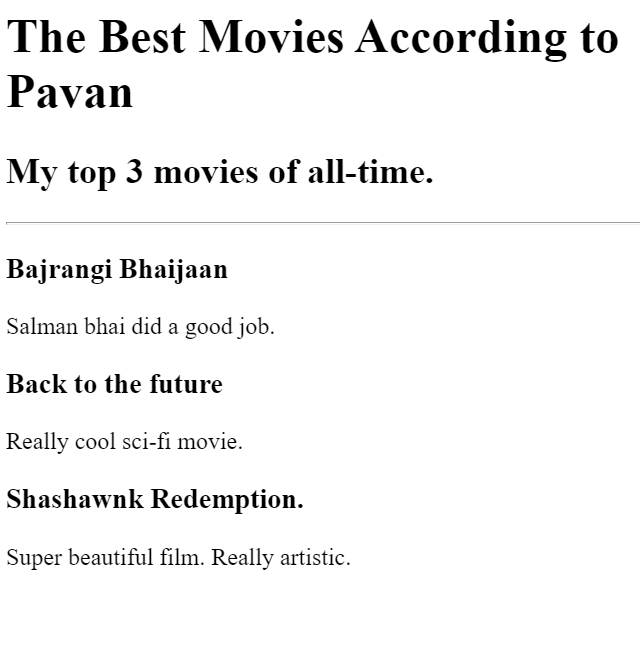 The Best Movies According to
Pavan
My top 3 movies of all-time.
Bajrangi Bhaijaan
Salman bhai did a good job.
Back to the future
Really cool sci-fi movie.
Shashawnk Redemption.
Super beautiful film. Really artistic.